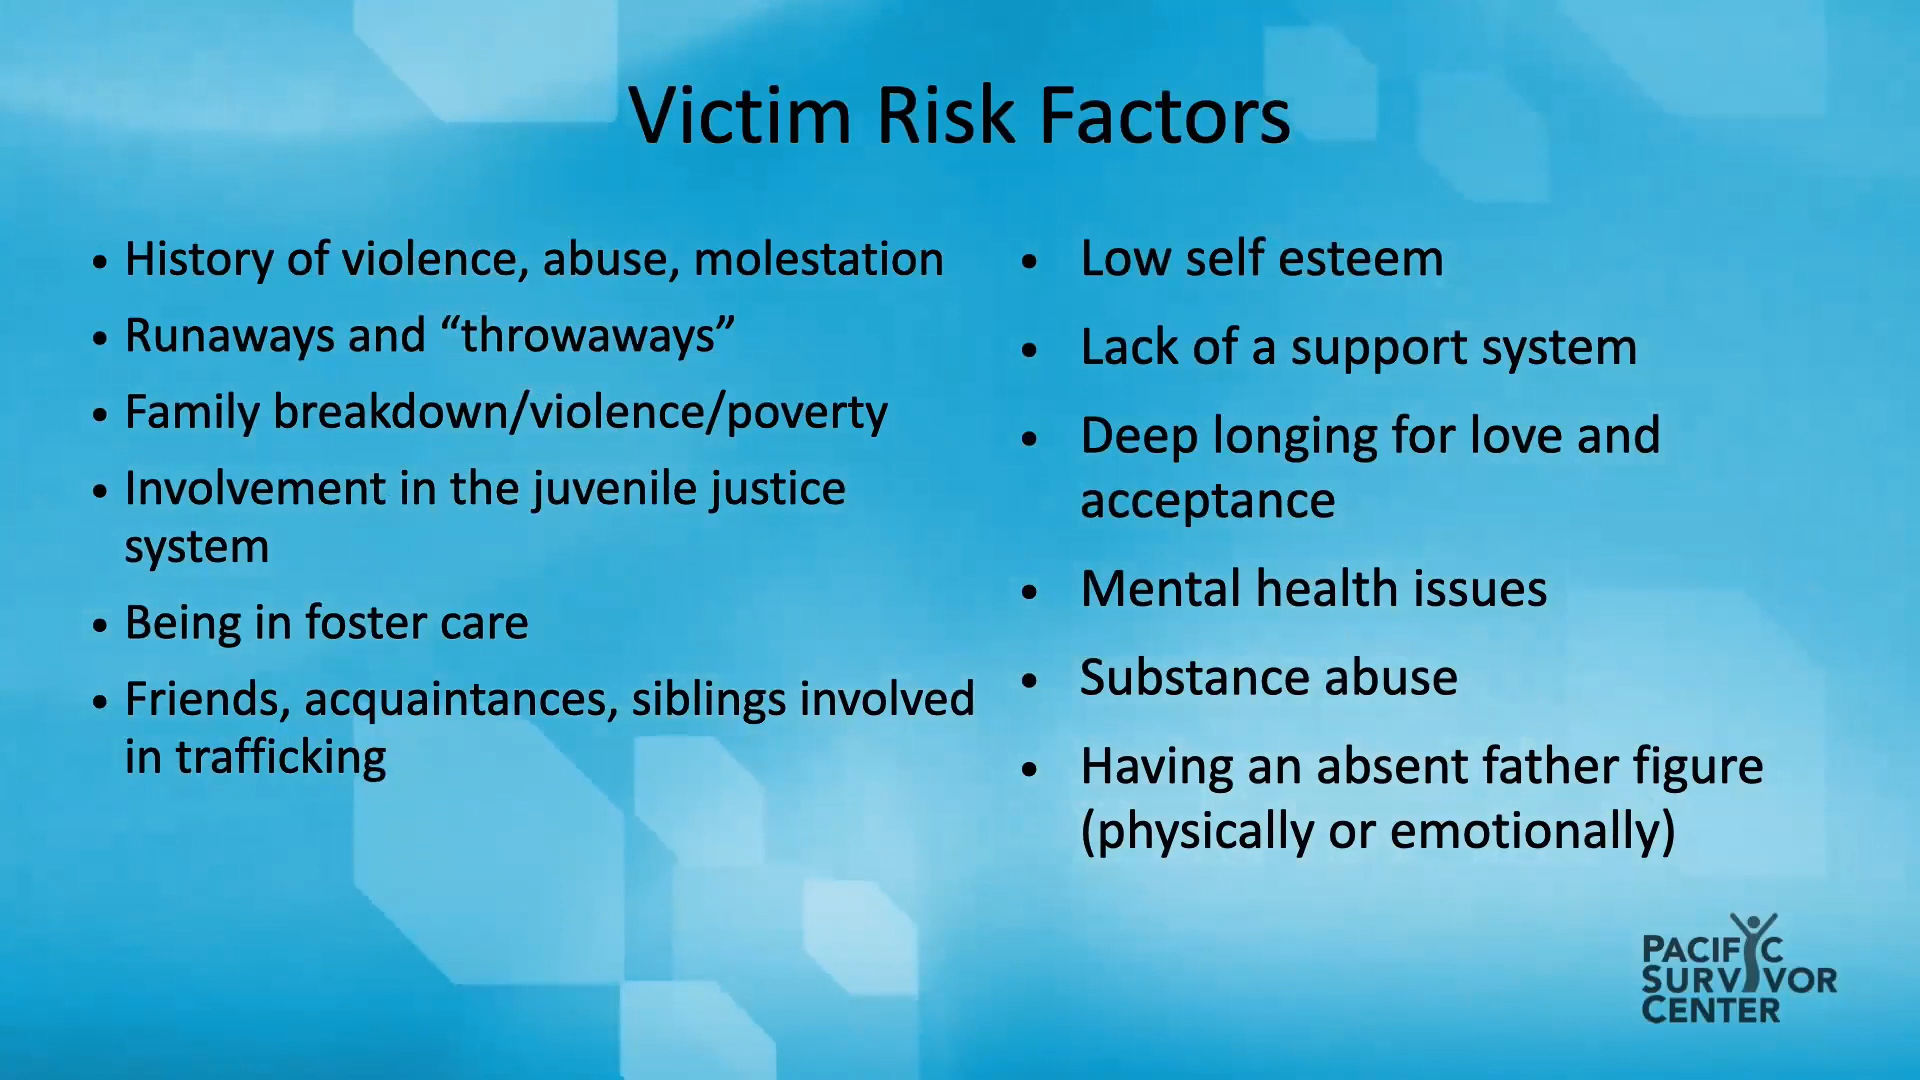 Victim Risk Factors
• History of violence, abuse, molestation
• Runaways and “throwaways”
• Family breakdown/violence/poverty
• Involvement in the juvenile justice
system
• Being in foster care
• Friends, acquaintances, siblings involved
in trafficking
• Low self esteem
• Lack of a support system
• Deep longing for love and
acceptance
• Mental health issues
• Substance abuse
• Having an absent father figure
(physically or emotionally)
PACIFIC
SURVIVOR
CENTER